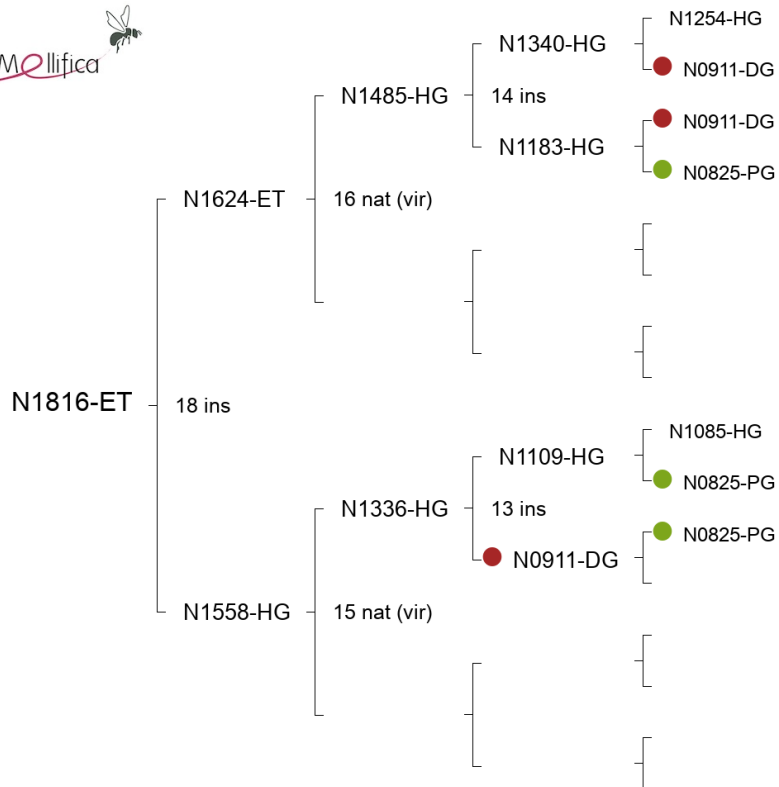 Mellifica
N1254-HG
N1340-HG
N0911-DG
N1485-HG
14 ins
N0911-DG
N1183-HG
N0825-PG
N1624-ET
16 nat (vir)
N1816-ET
18 ins
N1085-HG
N1109-HG
N0825-PG
N1336-HG
13 ins
N0825-PG
N0911-DG
N1558-HG
15 nat (vir)